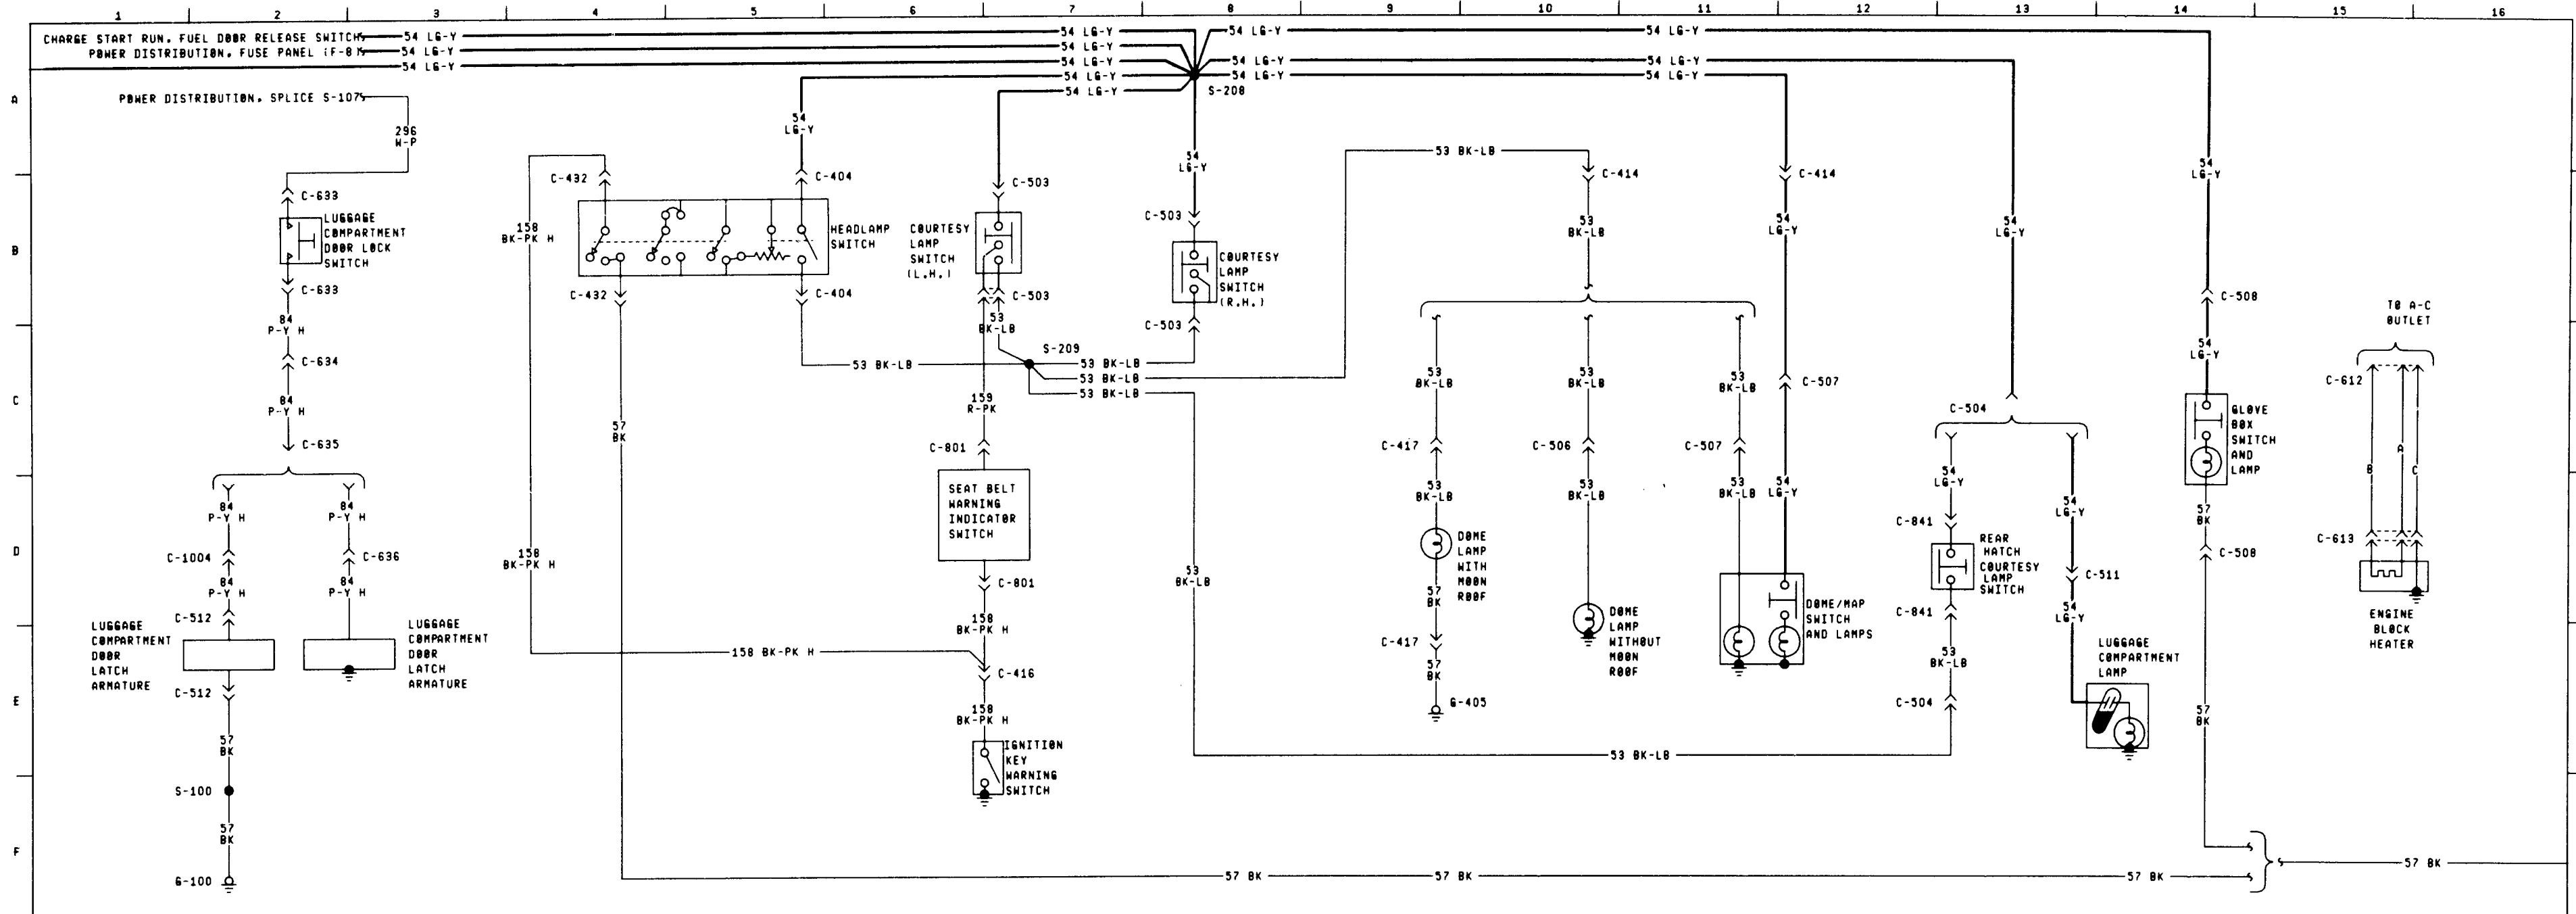 1 2 3 4 5 6 7 8 9 10 11 12 13 14 15 16
CHARGE START RUN. FUEL DOOR RELEASE SWITCH 54 LG-Y 54 LG-Y 54 LG-Y 54 LG-Y
POWER DISTRIBUTION. FUSE PANEL (F-8) 54 LG-Y 54 LG-Y
54 LG-Y 54 LG-Y 54 LG-Y 54 LG-Y
54 LG-Y 54 LG-Y 54 LG-Y
54 LG-Y S-208
A
POWER DISTRIBUTION. SPLICE S-107
296
W-P
54
LG-Y
54
LG-Y
53 BK-LB
54
LG-Y
C-432 C-404 C-503 C-414 C-414
C-633
LUGGAGE
COMPARTMENT
DOOR LOCK
SWITCH
C-633
B
158
BK-PK H
HEADLAMP
SWITCH
C-432 C-404
COURTESY
LAMP
SWITCH
(L.H.)
C-503
53
BK-LB
C-503
COURTESY
LAMP
SWITCH
(R.H.)
C-503
53
BK-LB
54
LG-Y
54
LG-Y
C-508
TO A-C
OUTLET
84
P-Y H
C-634
84
P-Y H
C-635
C
53 BK-LB
S-209
53 BK-LB
53 BK-LB
53 BK-LB
57
BK
159
R-PK
C-801
53
BK-LB
53
BK-LB
53
BK-LB
C-507
C-417 C-506 C-507
C-504
54
LG-Y
GLOVE
BOX
SWITCH
AND
LAMP
C-612
B A C
C-613
ENGINE
BLOCK
HEATER
84
P-Y H
84
P-Y H
D
C-1004 C-636
84
P-Y H
84
P-Y H
C-512
158
BK-PK H
SEAT BELT
WARNING
INDICATOR
SWITCH
C-801
53
BK-LB
53
BK-LB
53
BK-LB
53
BK-LB
54
LG-Y
DOME
LAMP
WITH
MOON
ROOF
57
BK
C-417
57
BK
G-405
DOME
LAMP
WITHOUT
MOON
ROOF
DOME/MAP
SWITCH
AND LAMPS
54
LG-Y
C-841
REAR
HATCH
COURTESY
LAMP
SWITCH
C-841
53
BK-LB
C-504
54
LG-Y
C-511
54
LG-Y
LUGGAGE
COMPARTMENT
LAMP
57
BK
C-508
57
BK
LUGGAGE
COMPARTMENT
DOOR
LATCH
ARMATURE
LUGGAGE
COMPARTMENT
DOOR
LATCH
ARMATURE
C-512
E
158
BK-PK H
158 BK-PK H
C-416
158
BK-PK H
IGNITION
KEY
WARNING
SWITCH
53 BK-LB
57
BK
S-100
57
BK
G-100
F
57 BK 57 BK 57 BK 57 BK